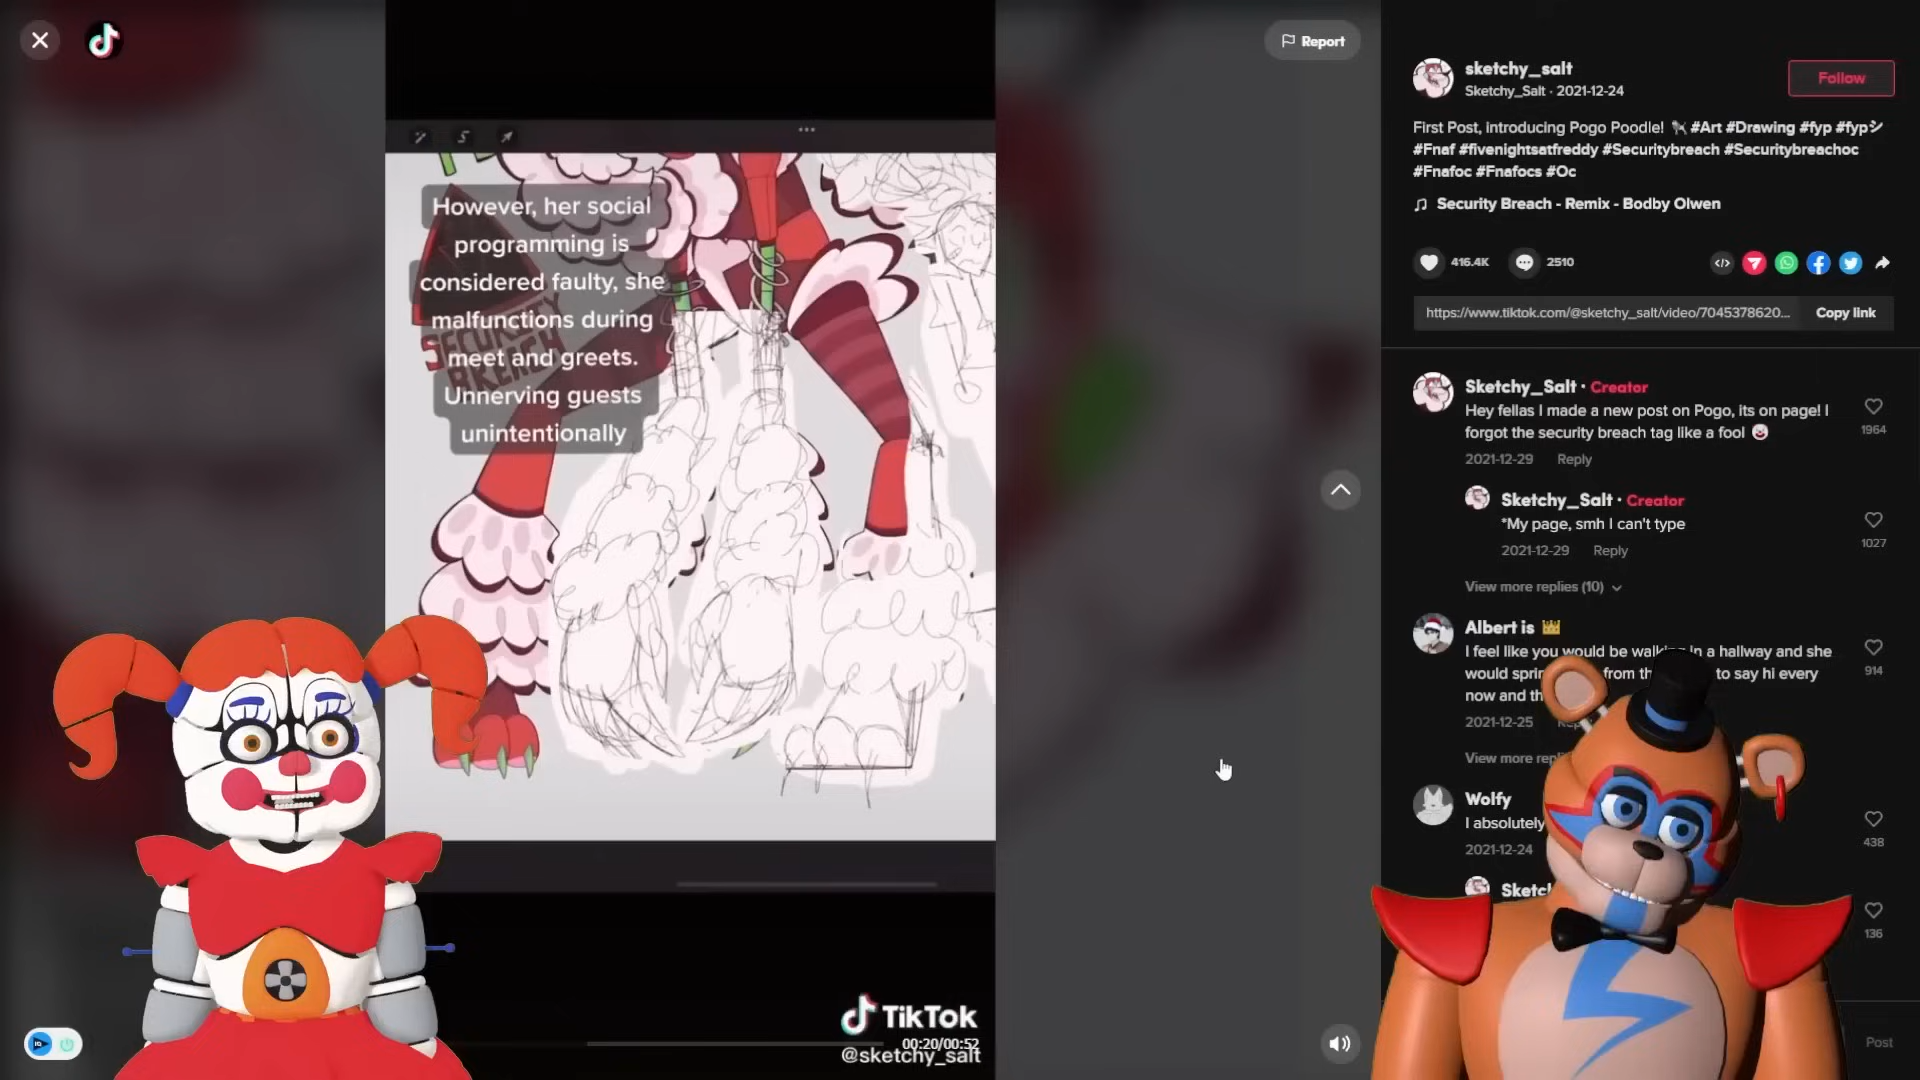 Report
However, her social
programming is
considered faulty, she
malfunctions during
meet and greets.
Unnerving guests
unintentionally
SECURITY
BREACH
TikTok
00:20/00:52
@sketchy_salt
sketchy_salt
Sketchy_Salt · 2021-12-24
Follow
First Post, introducing Pogo Poodle! 🐩 #Art #Drawing #fyp #fypシ
#Fnaf #fivenightsatfreddy #Securitybreach #Securitybreachoc
#Fnafoc #Fnafocs #Oc
Security Breach - Remix - Bodby Olwen
416.4K
2510
https://www.tiktok.com/@sketchy_salt/video/7045378620...
Copy link
Sketchy_Salt · Creator
Hey fellas I made a new post on Pogo, its on page! I
forgot the security breach tag like a fool 🤡
1964
2021-12-29 Reply
Sketchy_Salt · Creator
*My page, smh I can't type
1027
2021-12-29 Reply
View more replies (10)
Albert is 👑
I feel like you would be in a hallway and she
would from to say hi every
now and
914
2021-12-25
View more
Wolfy
I absolutely
438
2021-12-24
136
Post